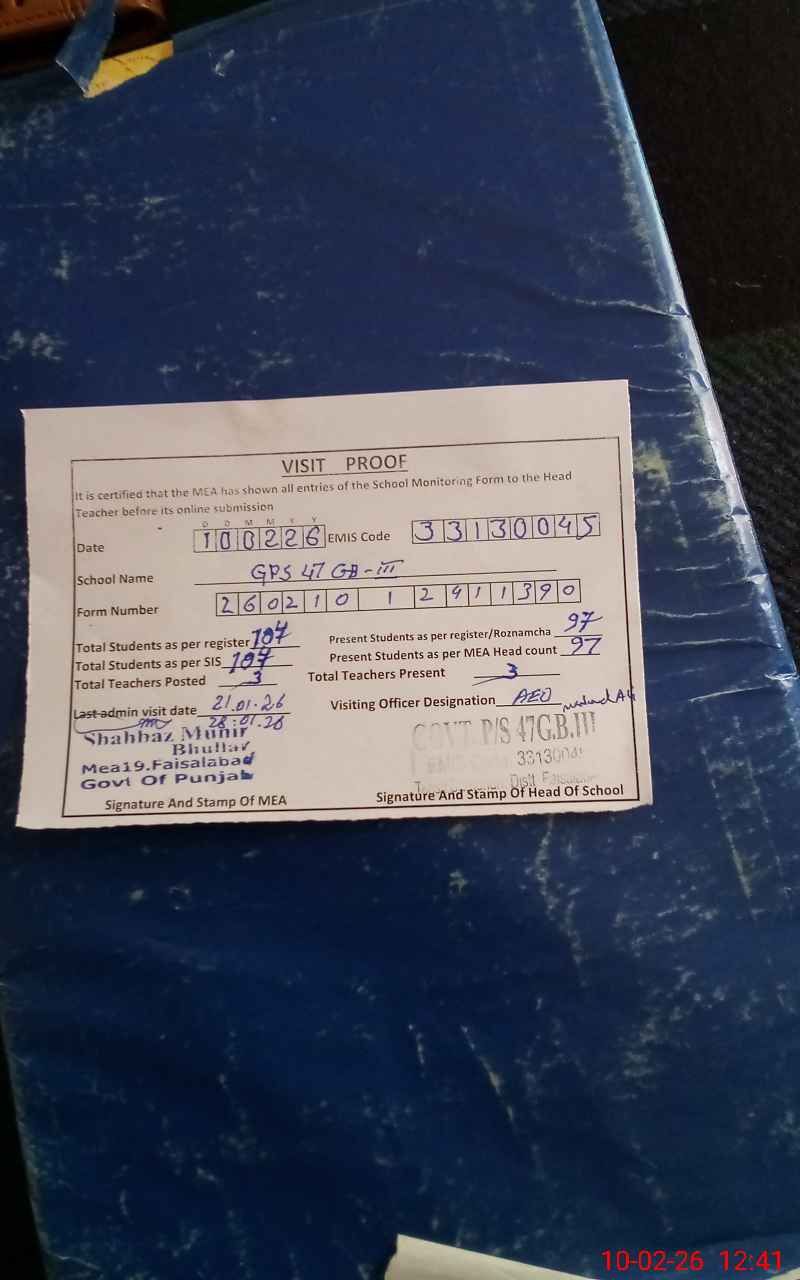 VISIT PROOF
It is certified that the MEA has shown all entries of the School Monitoring Form to the Head
Teacher before its online submission
D D M M Y Y
Date 100226 EMIS Code 33130045
School Name GPS 47 GB-III
Form Number 2602101 2911390
Total Students as per register 107 Present Students as per register/Roznamcha 97
Total Students as per SIS 107 Present Students as per MEA Head count 97
Total Teachers Posted 3 Total Teachers Present 3
Last admin visit date 21.01.26 Visiting Officer Designation AEO
28.01.26
Shahbaz Munir
Bhullar
Mea19.Faisalabad
Govt Of Punjab
GOVT. P/S 47G.B.III
EMIS Code 33130045
Distt Faisalabad
Signature And Stamp Of MEA Signature And Stamp Of Head Of School
10-02-26 12:41